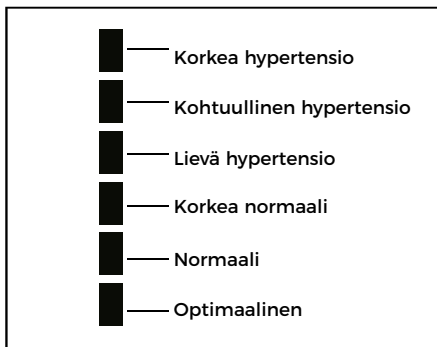 Korkea hypertensio
Kohtuullinen hypertensio
Lievä hypertensio
Korkea normaali
Normaali
Optimaalinen